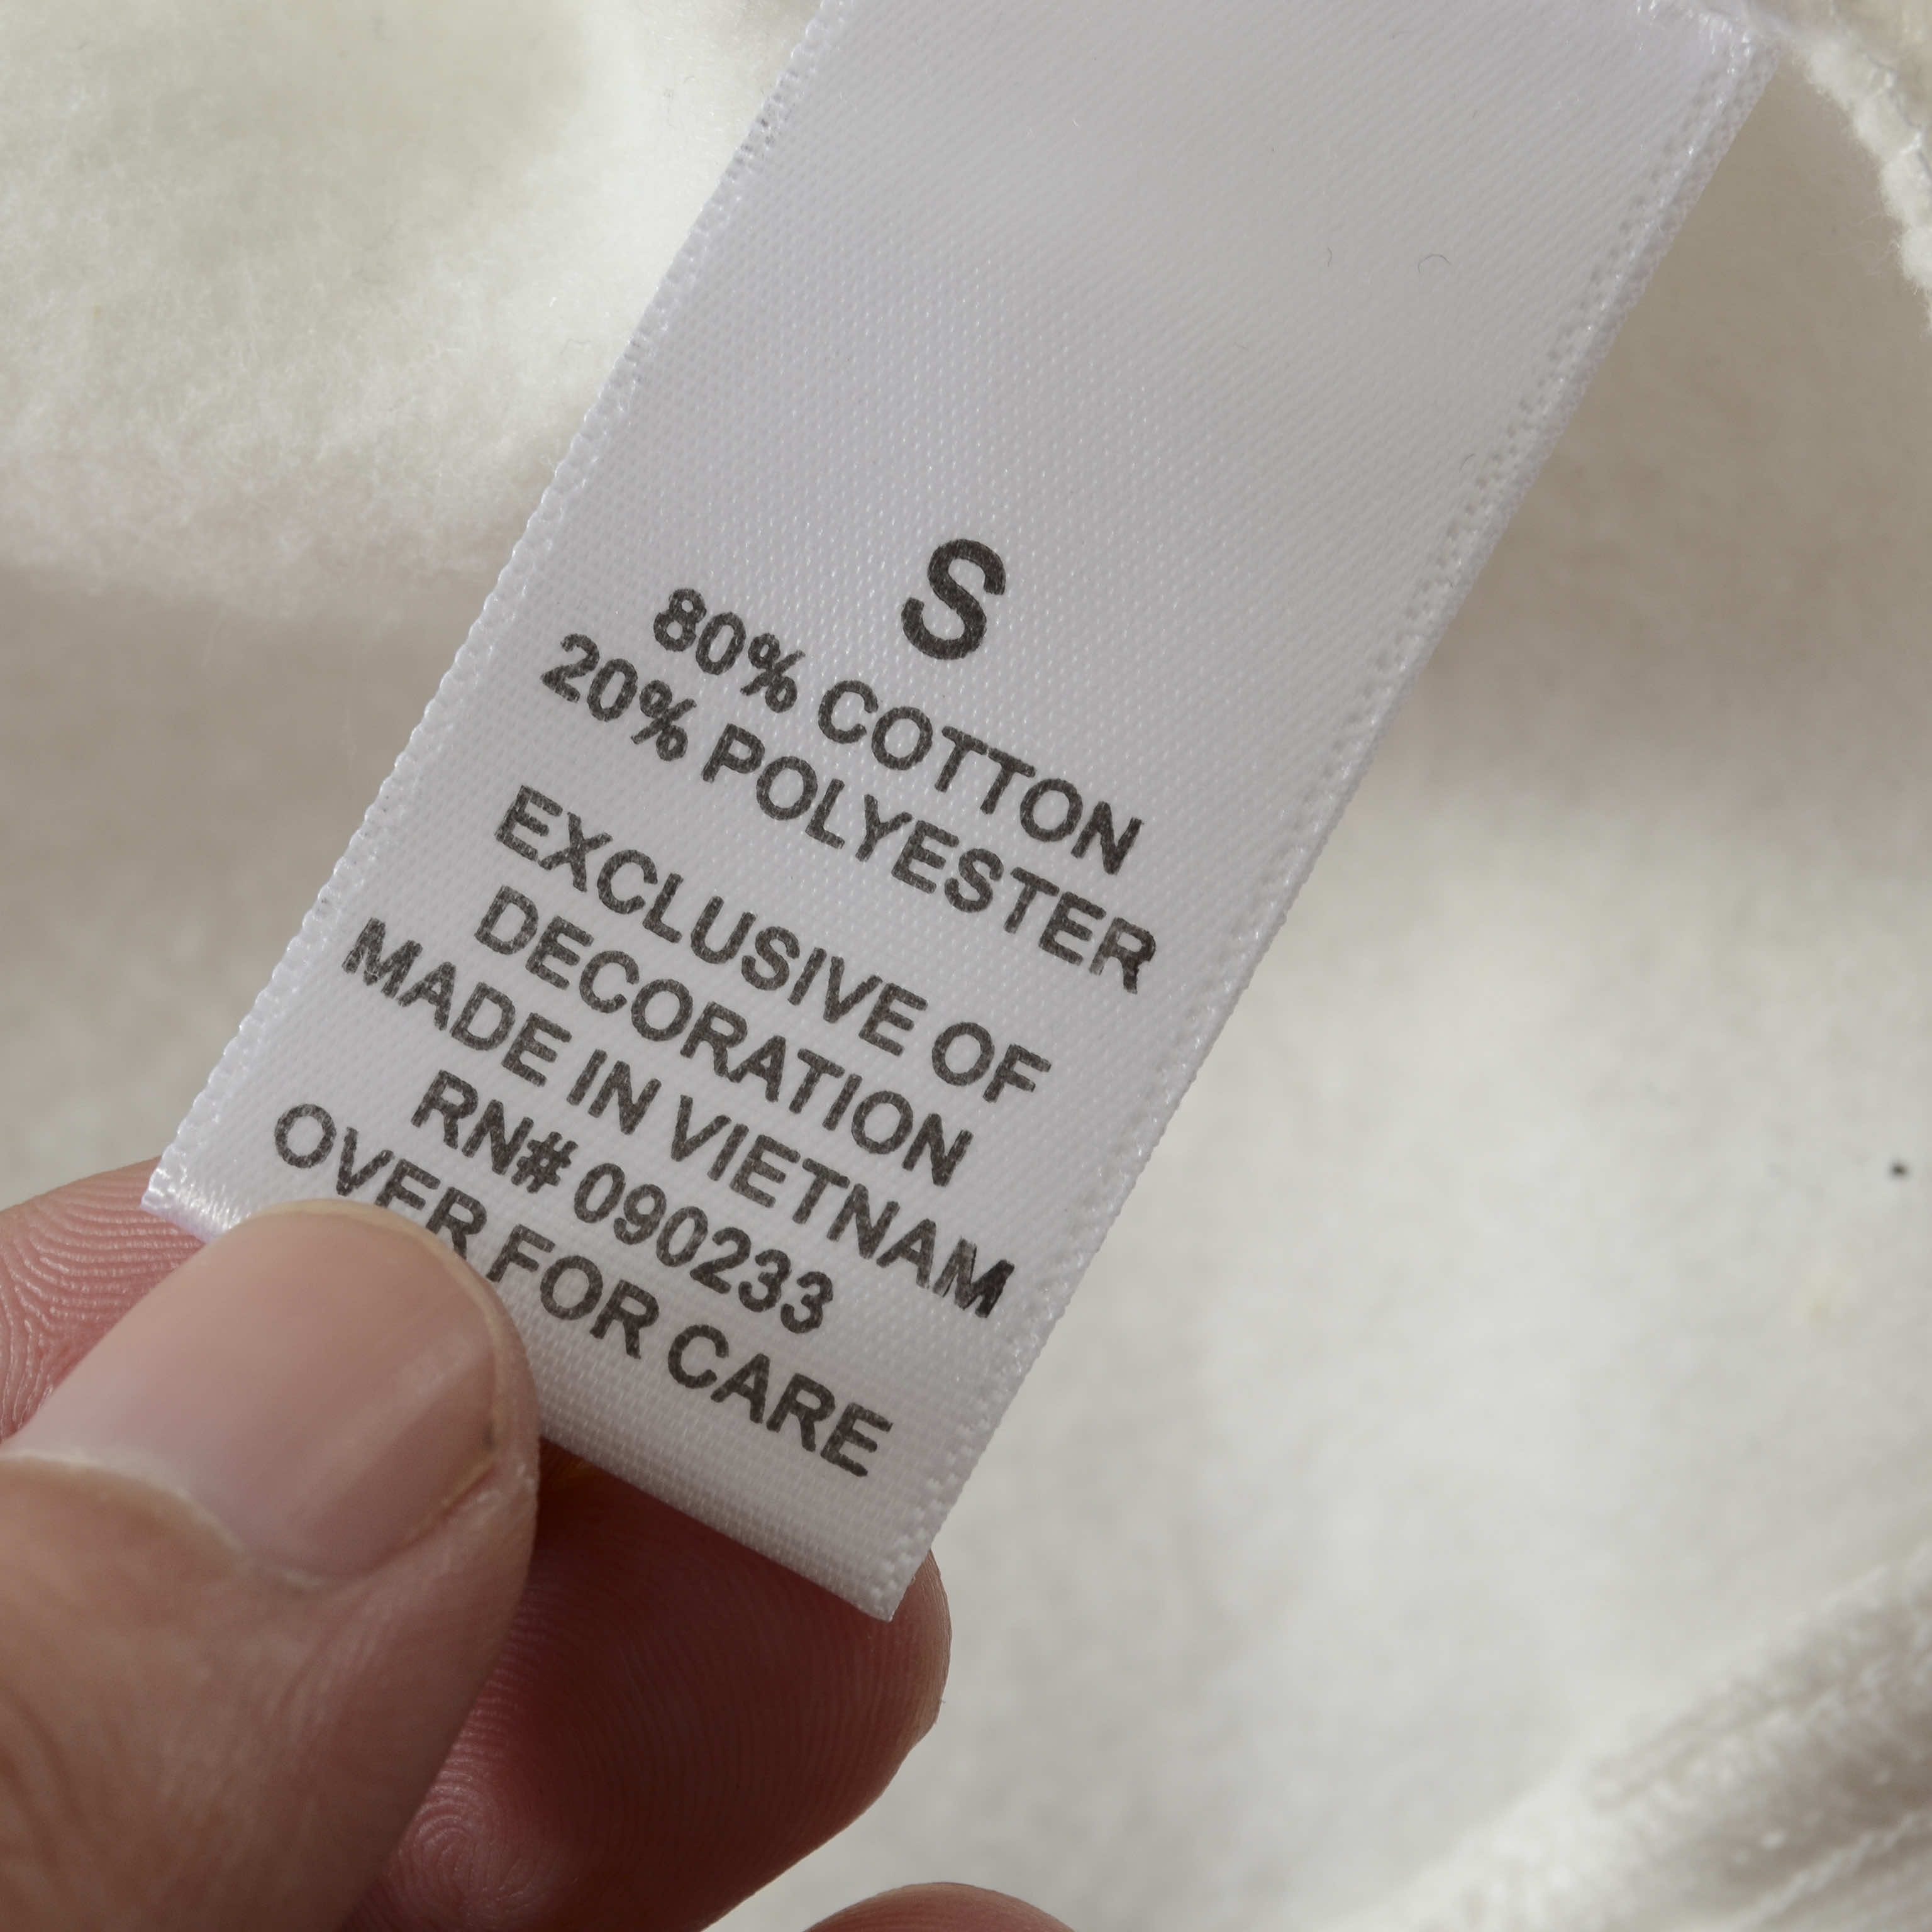 S
80% COTTON
20% POLYESTER
EXCLUSIVE OF
DECORATION
MADE IN VIETNAM
RN# 090233
OVER FOR CARE